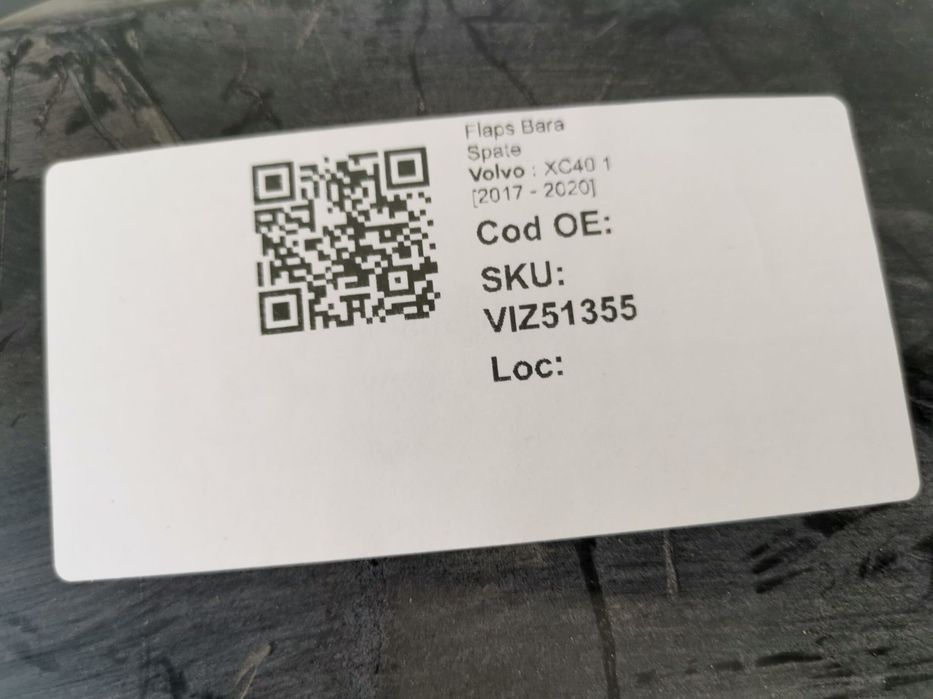 Flaps Bara
Spate
Volvo : XC40 1
[2017 - 2020]
Cod OE:
SKU:
VIZ51355
Loc: